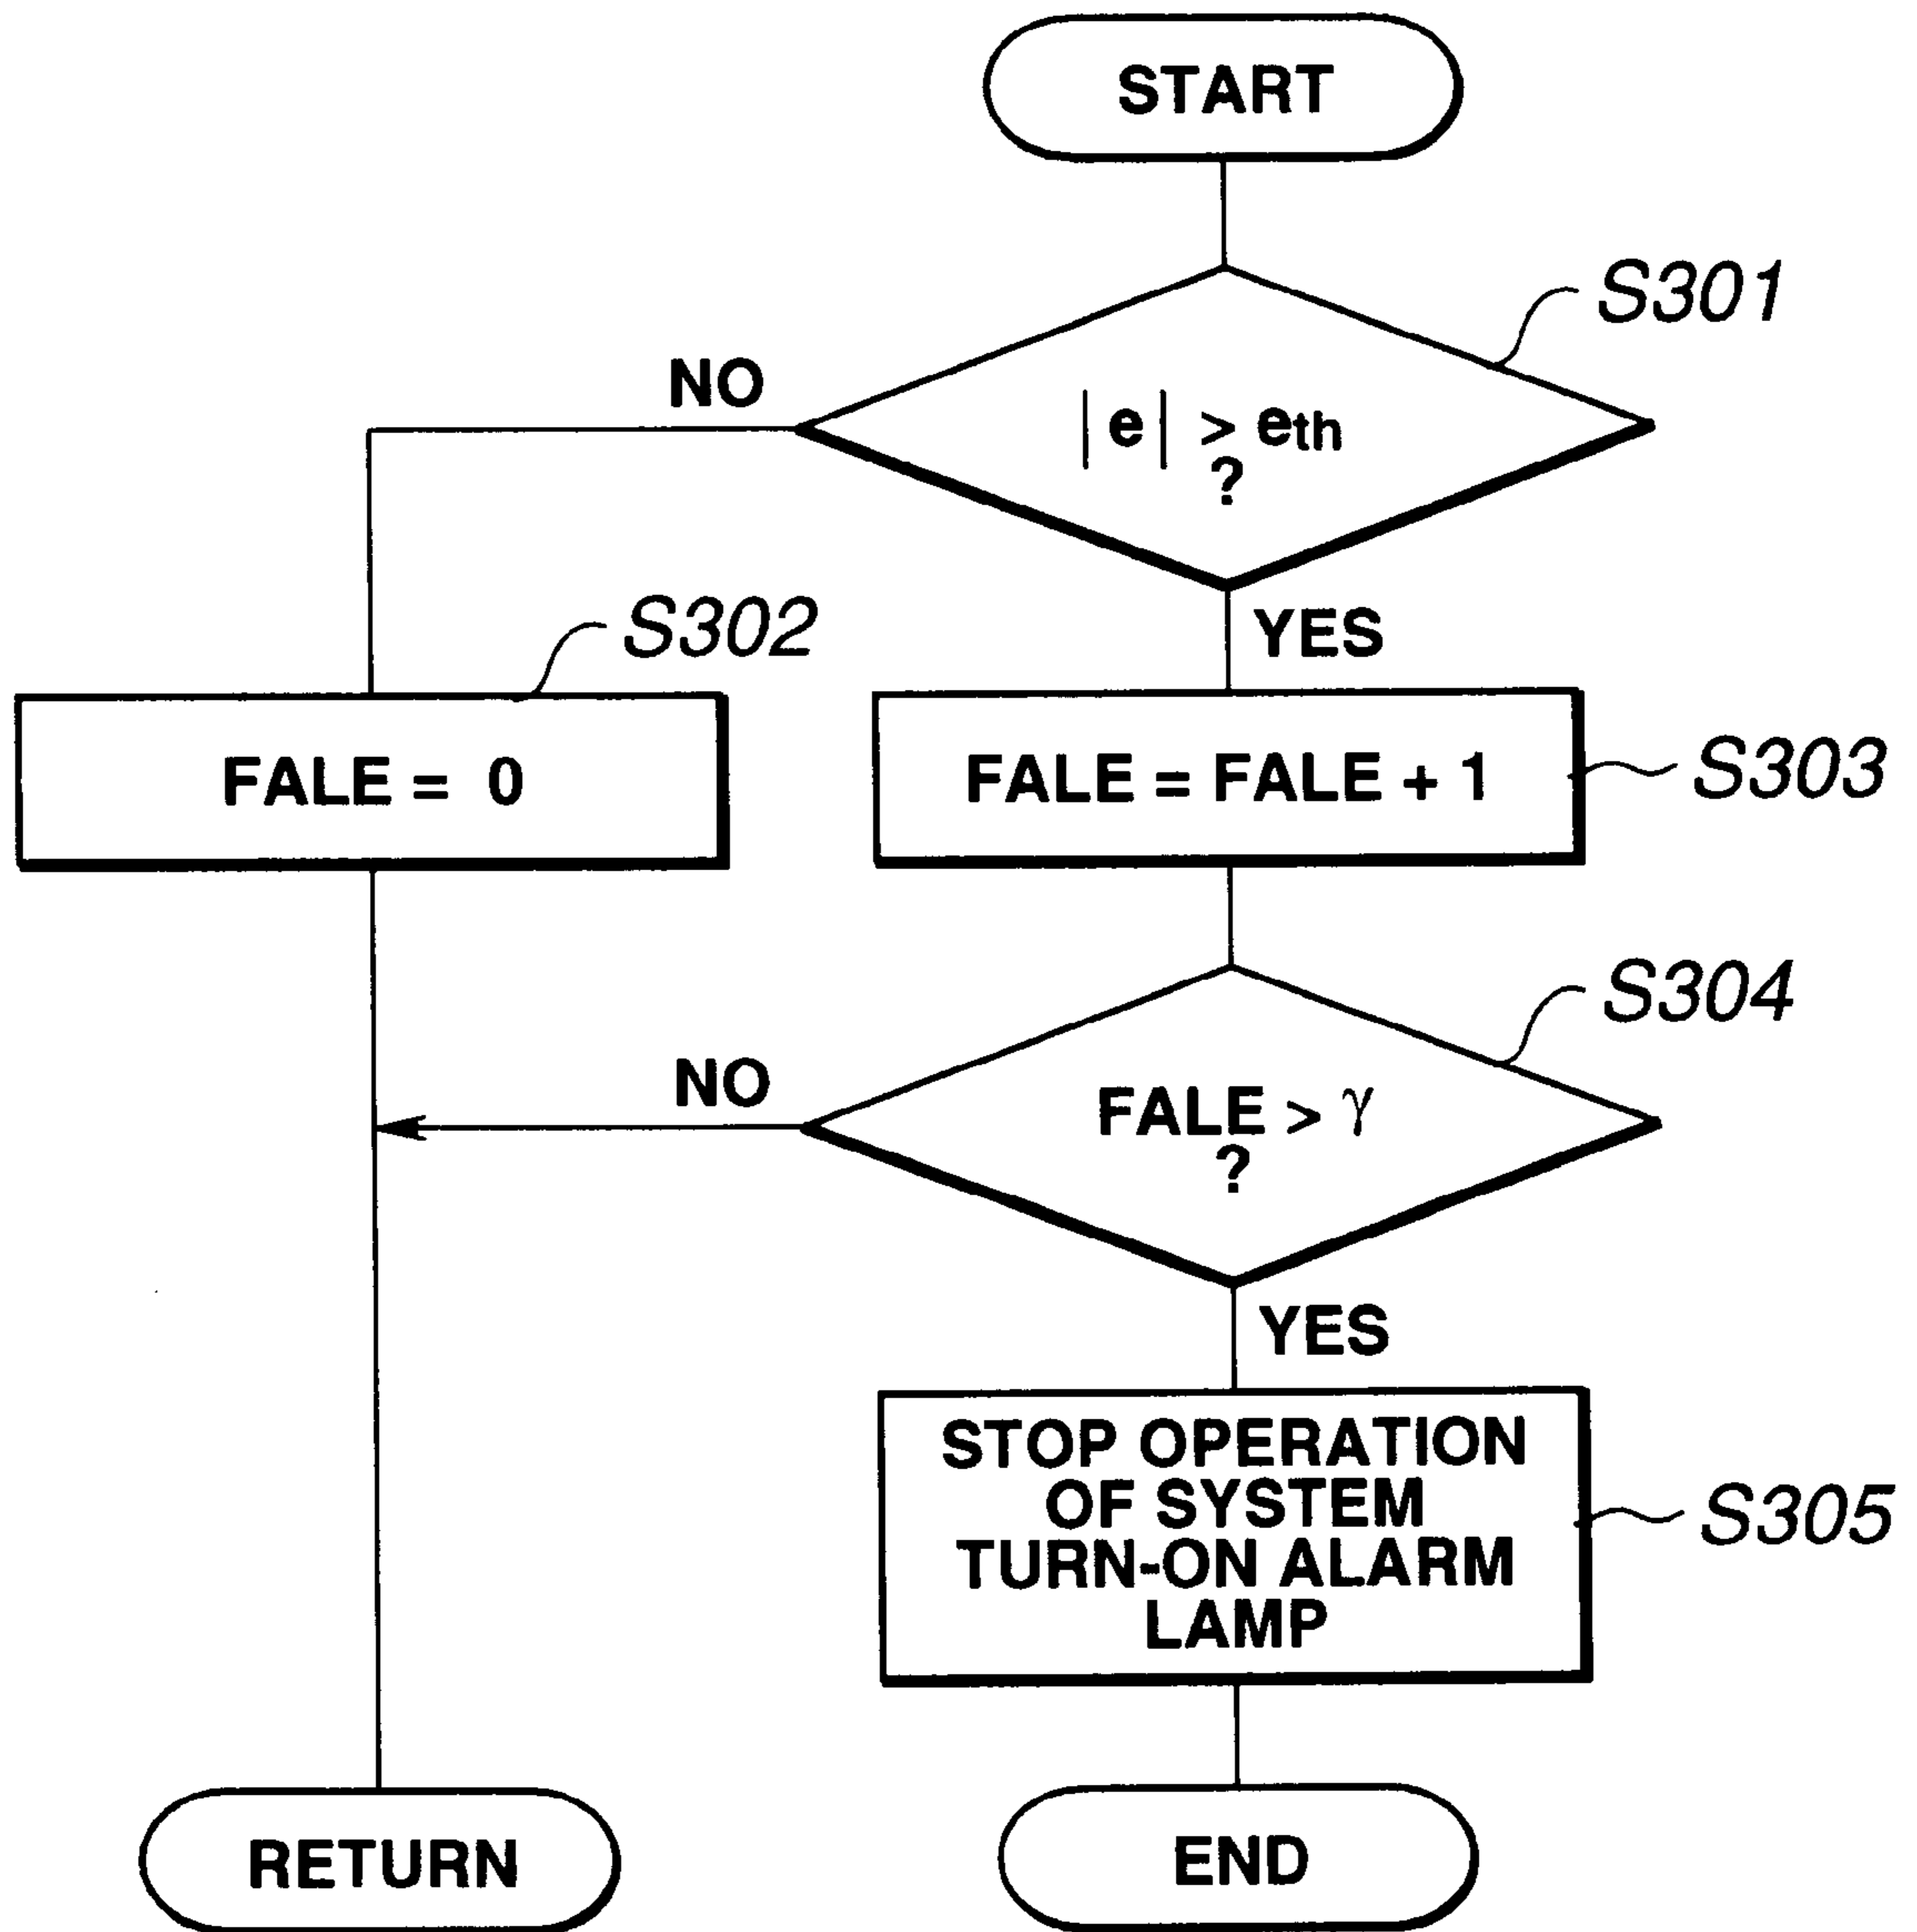 START
S301
NO
| e | > eth
?
S302
YES
FALE = 0
FALE = FALE + 1
S303
S304
NO
FALE > γ
?
YES
STOP OPERATION
OF SYSTEM
TURN-ON ALARM
LAMP
S305
RETURN
END